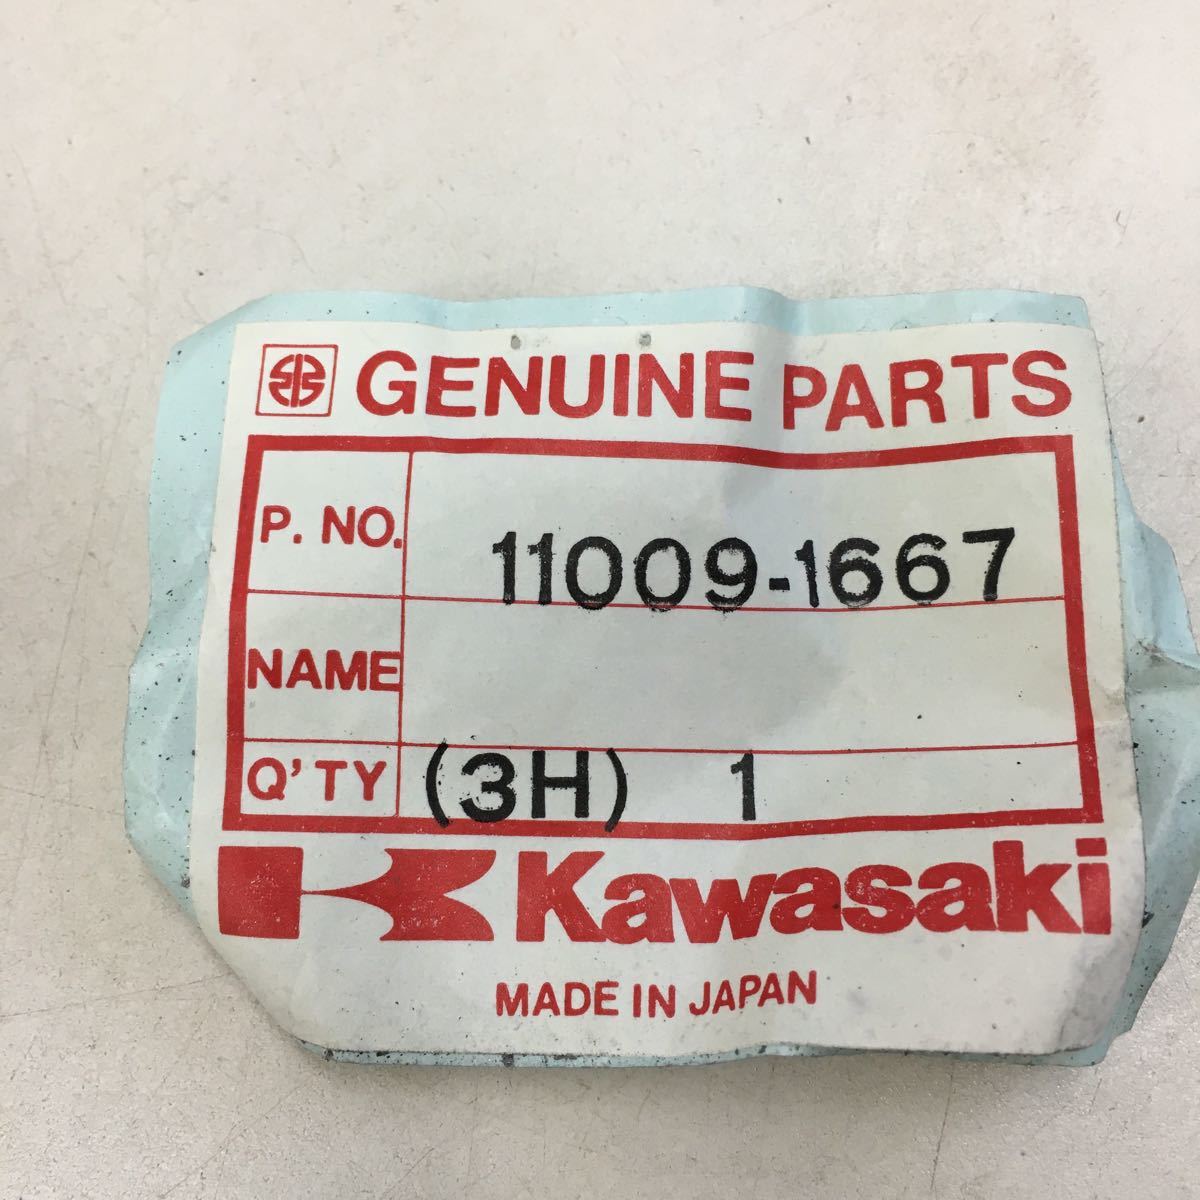 GENUINE PARTS
P. NO. 11009-1667
NAME
Q'TY (3H) 1
Kawasaki
MADE IN JAPAN